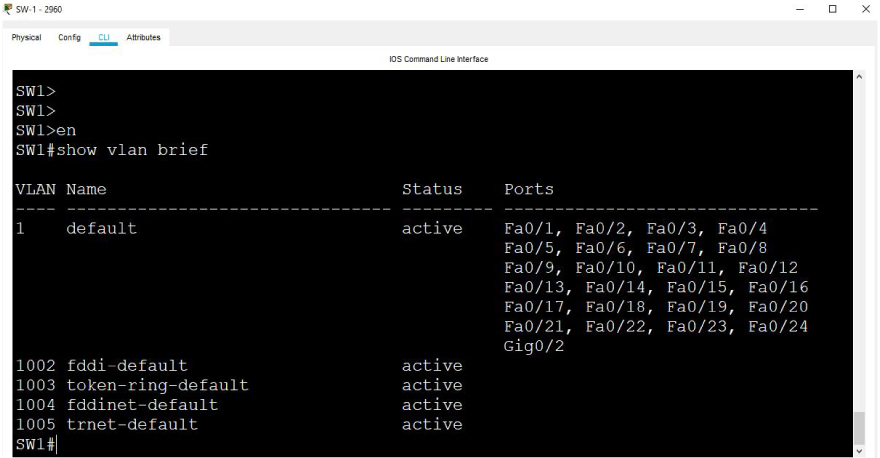 SW-1 - 2960
Physical Config CLI Attributes
IOS Command Line Interface
SW1>
SW1>
SW1>en
SW1#show vlan brief
VLAN Name                             Status    Ports
---- -------------------------------- --------- -------------------------------
1    default                          active    Fa0/1, Fa0/2, Fa0/3, Fa0/4
                                                Fa0/5, Fa0/6, Fa0/7, Fa0/8
                                                Fa0/9, Fa0/10, Fa0/11, Fa0/12
                                                Fa0/13, Fa0/14, Fa0/15, Fa0/16
                                                Fa0/17, Fa0/18, Fa0/19, Fa0/20
                                                Fa0/21, Fa0/22, Fa0/23, Fa0/24
                                                Gig0/2
1002 fddi-default                     active
1003 token-ring-default               active
1004 fddinet-default                  active
1005 trnet-default                    active
SW1#